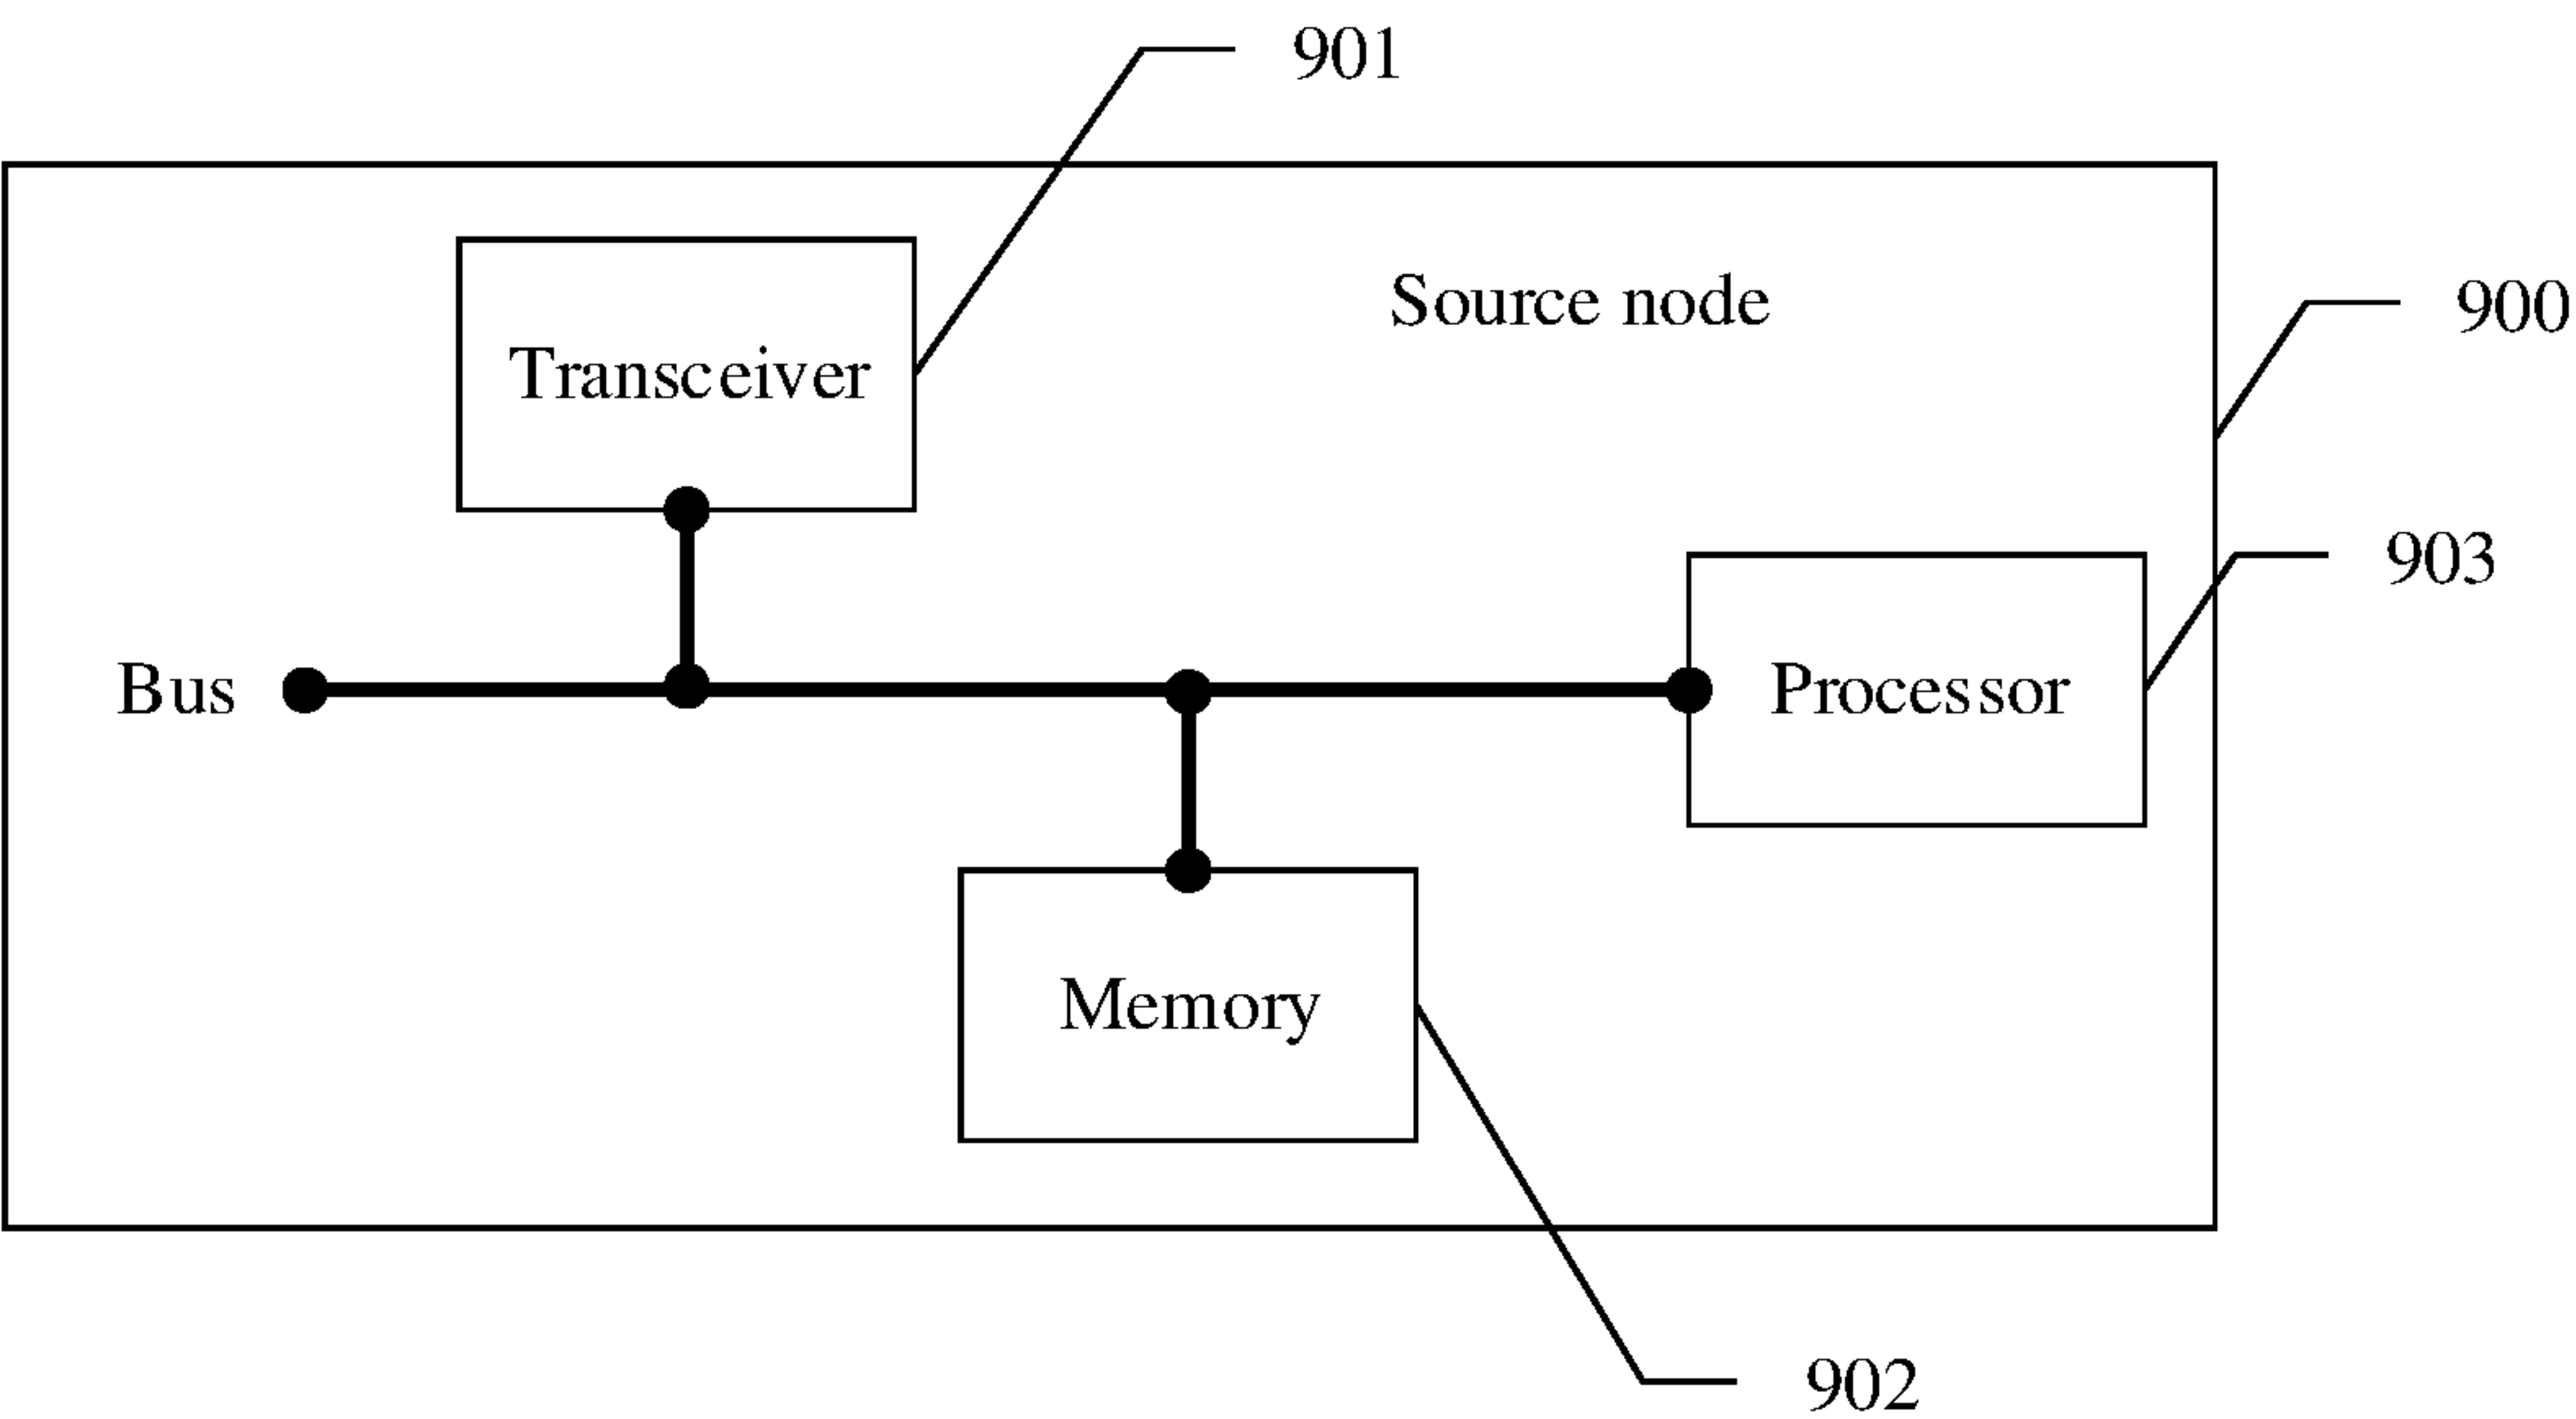 901
Source node
900
Transceiver
903
Bus
Processor
Memory
902